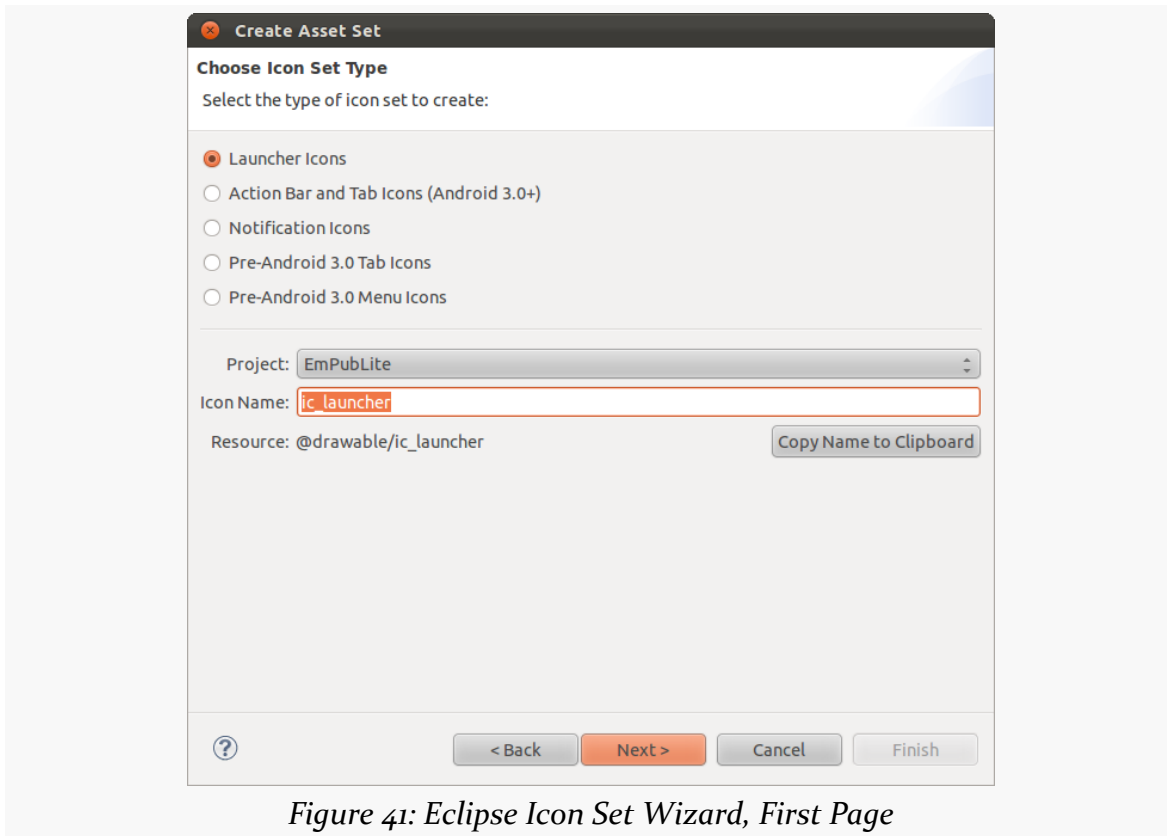 Create Asset Set
Choose Icon Set Type
Select the type of icon set to create:
Launcher Icons
Action Bar and Tab Icons (Android 3.0+)
Notification Icons
Pre-Android 3.0 Tab Icons
Pre-Android 3.0 Menu Icons
Project: EmPubLite
Icon Name: ic_launcher
Resource: @drawable/ic_launcher Copy Name to Clipboard
? < Back Next > Cancel Finish
Figure 41: Eclipse Icon Set Wizard, First Page